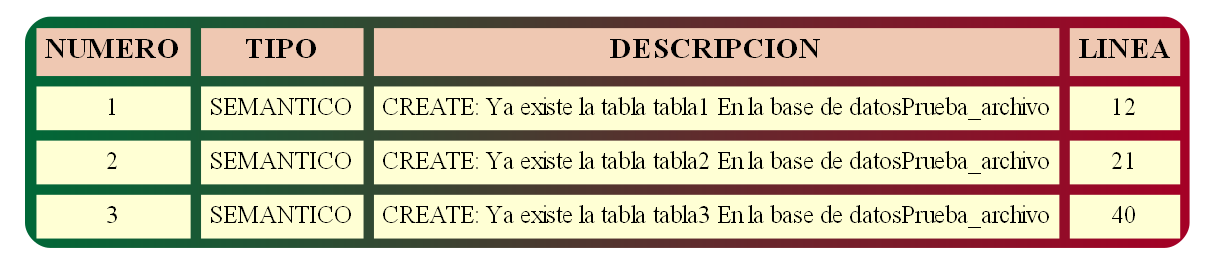 NUMERO TIPO DESCRIPCION LINEA
1 SEMANTICO CREATE: Ya existe la tabla tabla1 En la base de datosPrueba_archivo 12
2 SEMANTICO CREATE: Ya existe la tabla tabla2 En la base de datosPrueba_archivo 21
3 SEMANTICO CREATE: Ya existe la tabla tabla3 En la base de datosPrueba_archivo 40